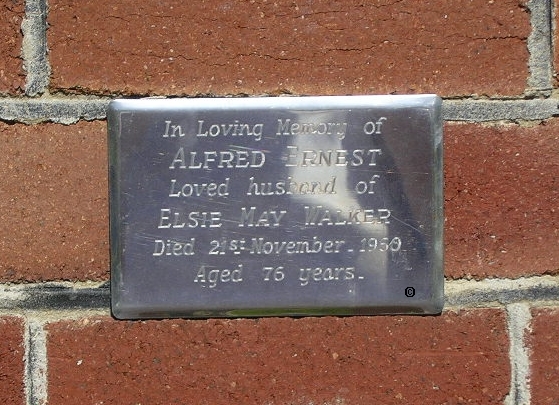 In Loving Memory of
ALFRED ERNEST
Loved husband of
ELSIE MAY WALKER
Died 21st November 1950
Aged 76 years.
©